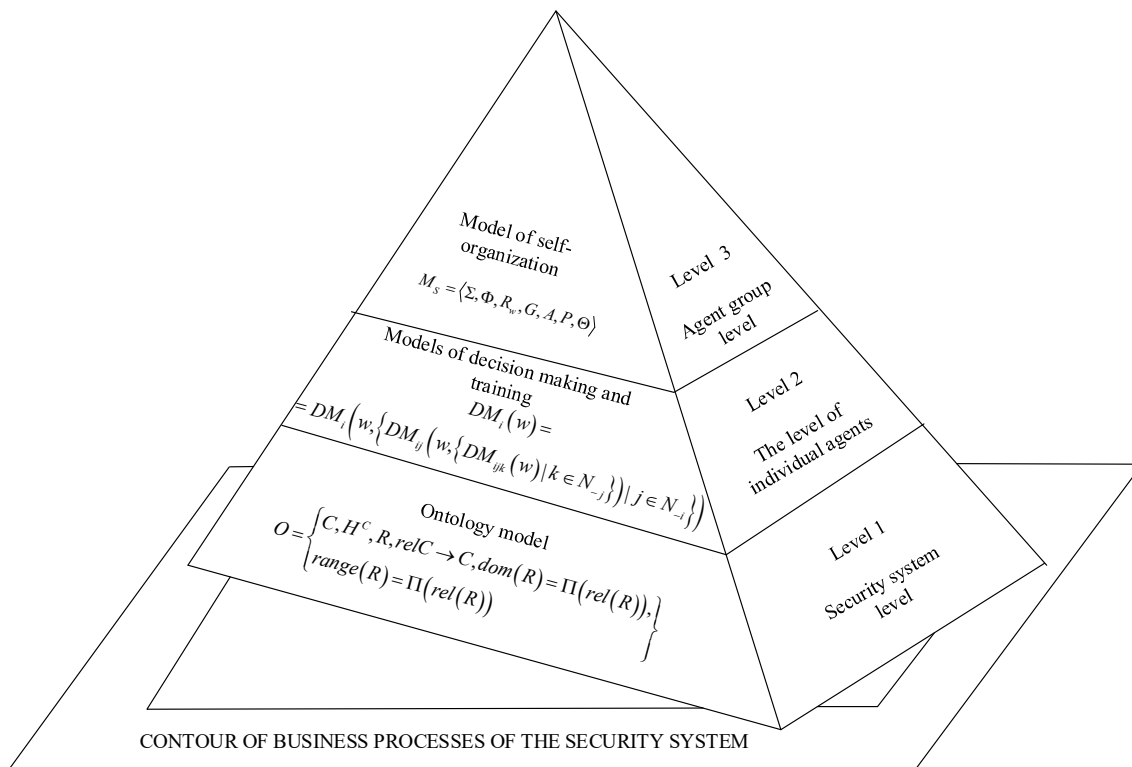 Model of self-
organization
M_S = ⟨Σ, Φ, R_w, G, A, P, Θ⟩
Level 3
Agent group
level
Models of decision making and
training
DM_i(w) =
= DM_i(w,{DM_ij(w,{DM_ijk(w) | k ∈ N_−j}) | j ∈ N_−i})
Level 2
The level of
individual agents
Ontology model
O = {C, H^C, R, relC → C, dom(R) = Π(rel(R)),
range(R) = Π(rel(R))}
Level 1
Security system
level
CONTOUR OF BUSINESS PROCESSES OF THE SECURITY SYSTEM